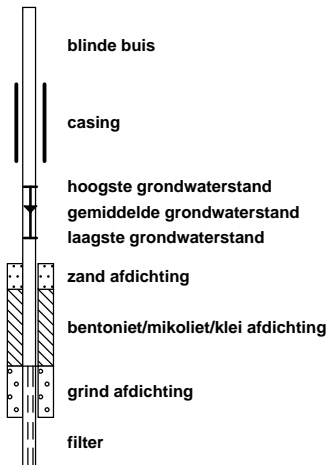 blinde buis
casing
hoogste grondwaterstand
gemiddelde grondwaterstand
laagste grondwaterstand
zand afdichting
bentoniet/mikoliet/klei afdichting
grind afdichting
filter